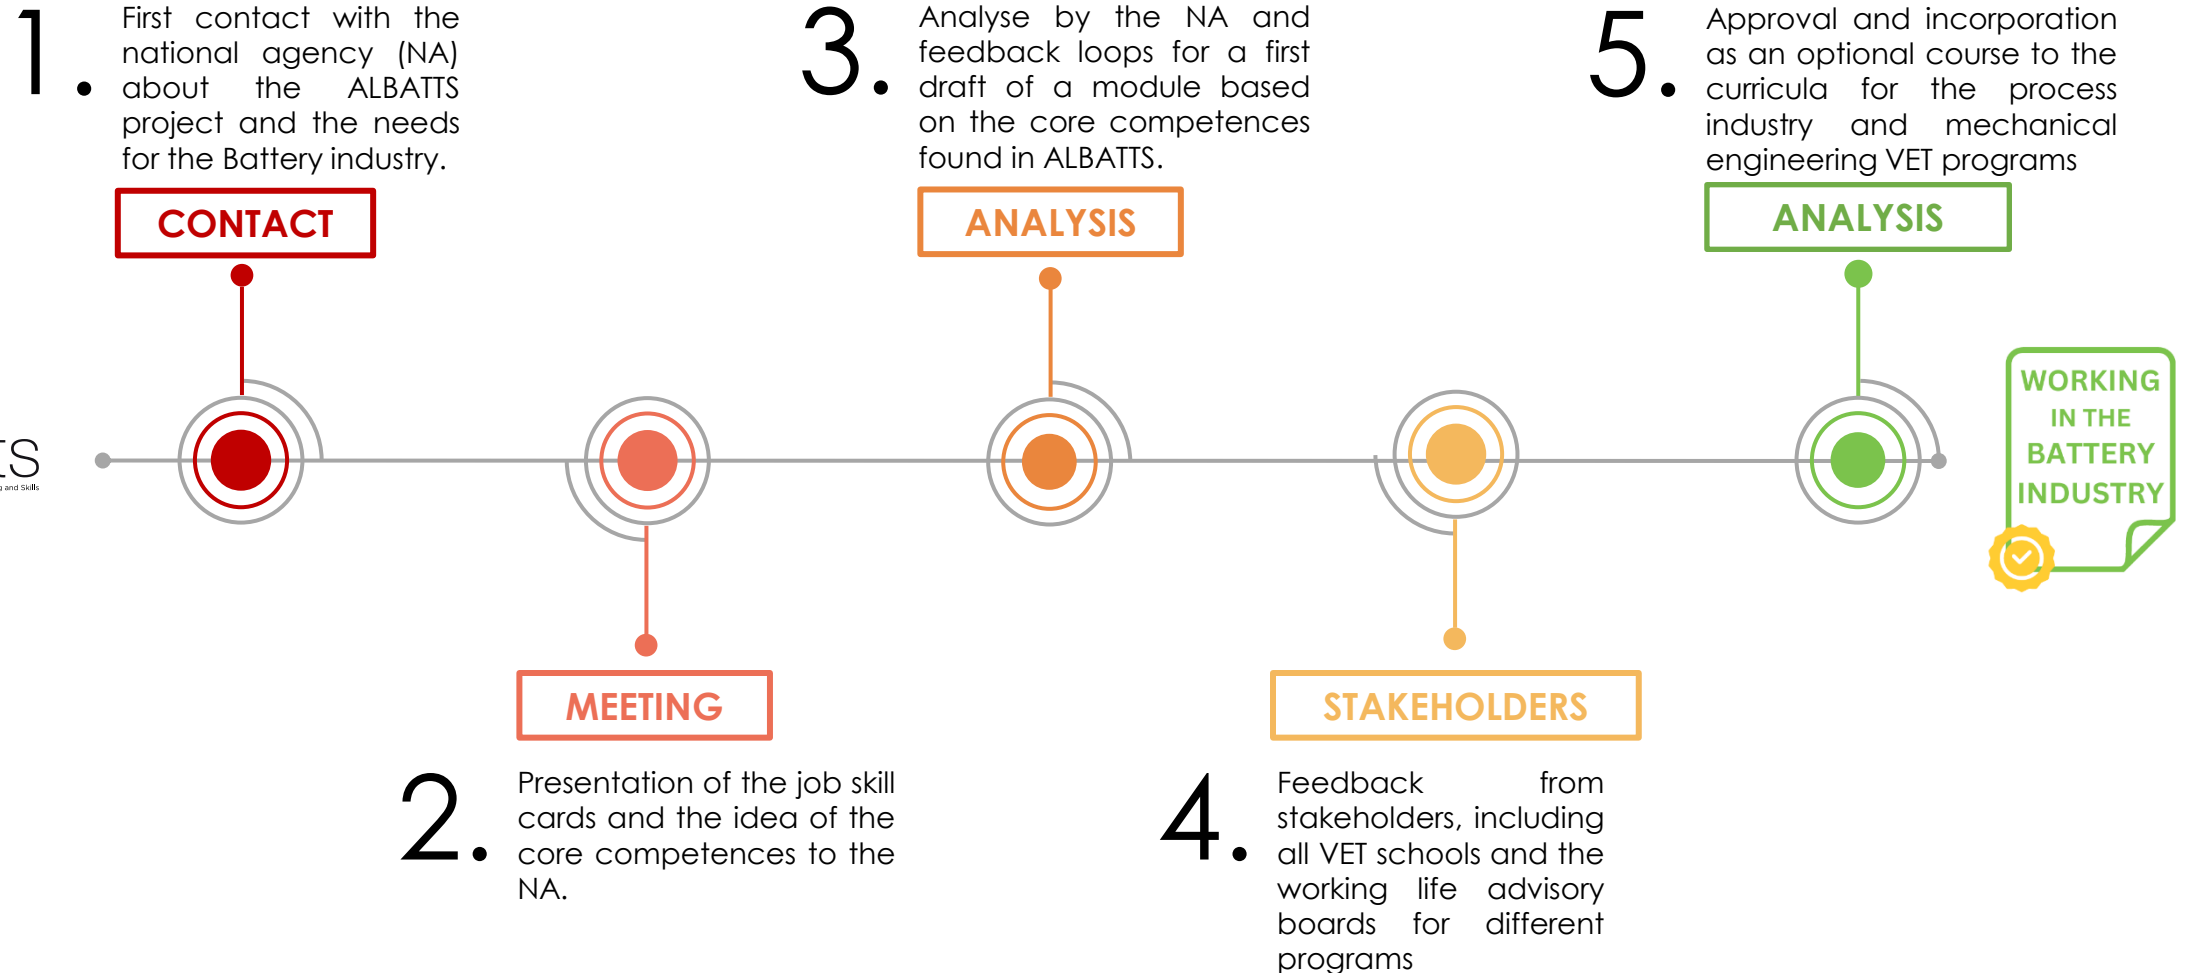 1.
First contact with the
national agency (NA)
about the ALBATTS
project and the needs
for the Battery industry.
CONTACT
2.
MEETING
Presentation of the job skill
cards and the idea of the
core competences to the
NA.
3.
Analyse by the NA and
feedback loops for a first
draft of a module based
on the core competences
found in ALBATTS.
ANALYSIS
4.
STAKEHOLDERS
Feedback from
stakeholders, including
all VET schools and the
working life advisory
boards for different
programs
5.
Approval and incorporation
as an optional course to the
curricula for the process
industry and mechanical
engineering VET programs
ANALYSIS
WORKING
IN THE
BATTERY
INDUSTRY
S
and Skills